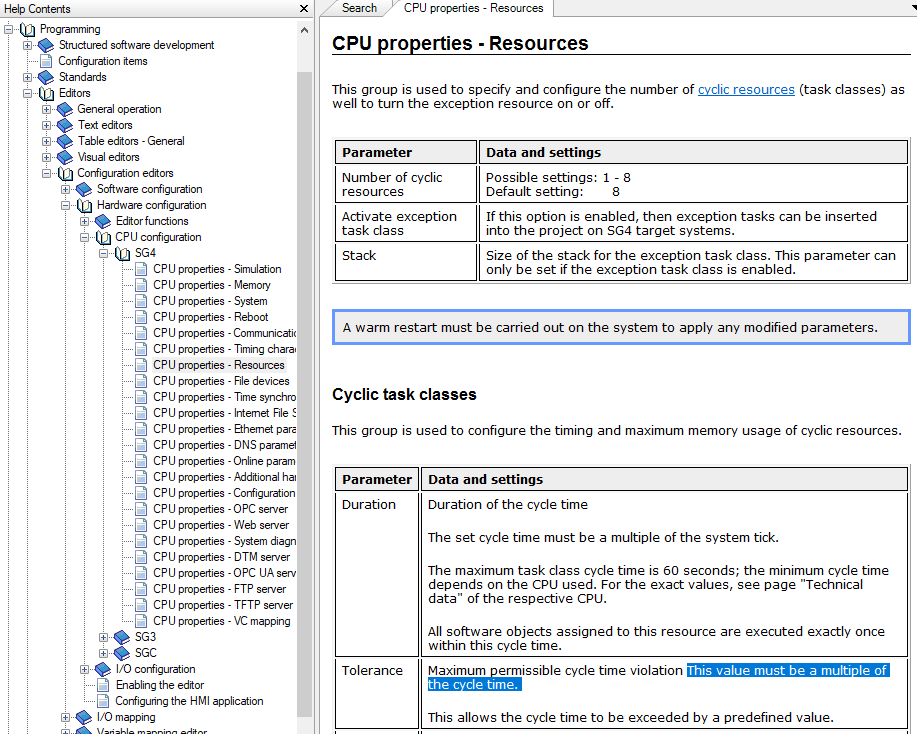 Help Contents
Programming
Structured software development
Configuration items
Standards
Editors
General operation
Text editors
Table editors - General
Visual editors
Configuration editors
Software configuration
Hardware configuration
Editor functions
CPU configuration
SG4
CPU properties - Simulation
CPU properties - Memory
CPU properties - System
CPU properties - Reboot
CPU properties - Communicatio
CPU properties - Timing charac
CPU properties - Resources
CPU properties - File devices
CPU properties - Time synchro
CPU properties - Internet File S
CPU properties - Ethernet para
CPU properties - DNS paramet
CPU properties - Online param
CPU properties - Additional har
CPU properties - Configuration
CPU properties - OPC server
CPU properties - Web server
CPU properties - System diagn
CPU properties - DTM server
CPU properties - OPC UA serv
CPU properties - FTP server
CPU properties - TFTP server
CPU properties - VC mapping
SG3
SGC
I/O configuration
Enabling the editor
Configuring the HMI application
I/O mapping
Variable mapping editor
Search
CPU properties - Resources
CPU properties - Resources
This group is used to specify and configure the number of cyclic resources (task classes) as
well to turn the exception resource on or off.
Parameter Data and settings
Number of cyclic Possible settings: 1 - 8
resources Default setting: 8
Activate exception If this option is enabled, then exception tasks can be inserted
task class into the project on SG4 target systems.
Stack Size of the stack for the exception task class. This parameter can
only be set if the exception task class is enabled.
A warm restart must be carried out on the system to apply any modified parameters.
Cyclic task classes
This group is used to configure the timing and maximum memory usage of cyclic resources.
Parameter Data and settings
Duration Duration of the cycle time
The set cycle time must be a multiple of the system tick.
The maximum task class cycle time is 60 seconds; the minimum cycle time
depends on the CPU used. For the exact values, see page "Technical
data" of the respective CPU.
All software objects assigned to this resource are executed exactly once
within this cycle time.
Tolerance Maximum permissible cycle time violation This value must be a multiple of
the cycle time.
This allows the cycle time to be exceeded by a predefined value.